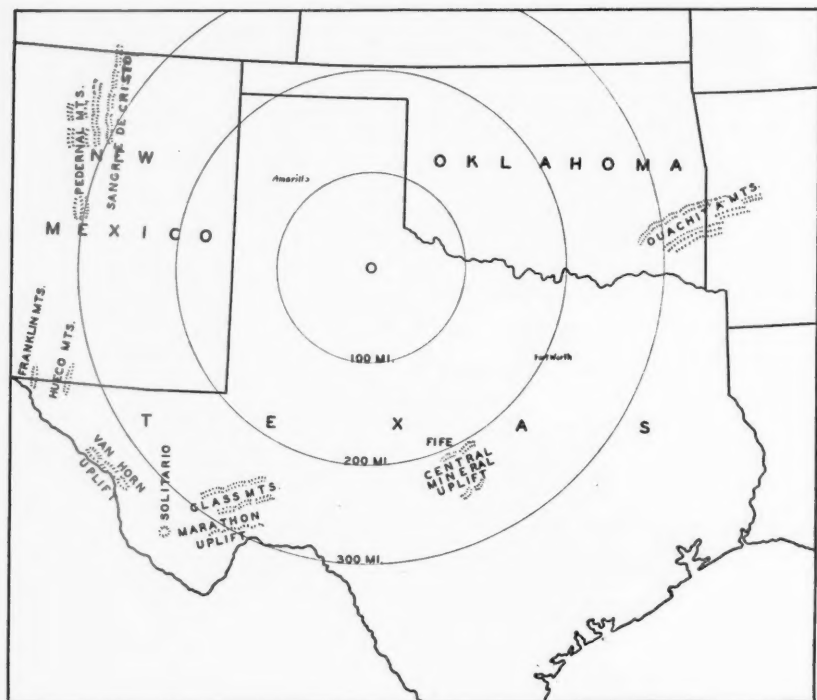 PEDERNAL MTS.
SANGRE DE CRISTO
N W
MEXICO
Amarillo
OKLAHOMA
OUACHITA MTS.
FRANKLIN MTS.
HUECO MTS.
100 MI.
Fort Worth
TEXAS
FIFE
200 MI.
CENTRAL
MINERAL
UPLIFT
VAN HORN
UPLIFT
SOLITARIO
GLASS MTS.
MARATHON
UPLIFT
300 MI.